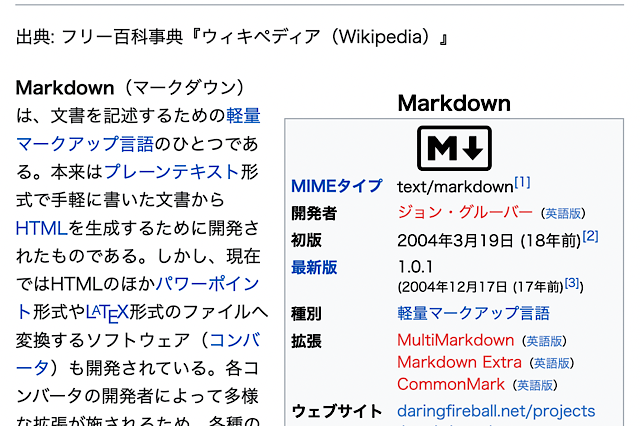 出典: フリー百科事典『ウィキペディア（Wikipedia）』
Markdown（マークダウン）
は、文書を記述するための軽量
マークアップ言語のひとつであ
る。本来はプレーンテキスト形
式で手軽に書いた文書から
HTMLを生成するために開発さ
れたものである。しかし、現在
ではHTMLのほかパワーポイン
ト形式やLATEX形式のファイルへ
変換するソフトウェア（コンバ
ータ）も開発されている。各コ
ンバータの開発者によって多様
な拡張が施されるため、各種の
Markdown
M
MIMEタイプ text/markdown[1]
開発者 ジョン・グルーバー（英語版）
初版 2004年3月19日 (18年前)[2]
最新版 1.0.1
(2004年12月17日 (17年前)[3])
種別 軽量マークアップ言語
拡張 MultiMarkdown（英語版）
Markdown Extra（英語版）
CommonMark（英語版）
ウェブサイト daringfireball.net/projects